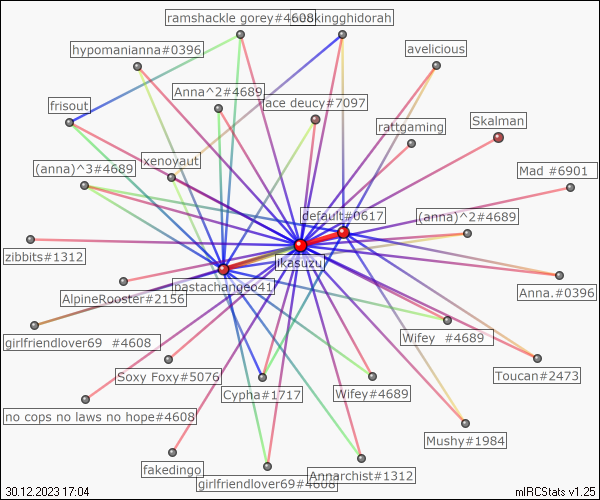 ramshackle gorey#4608
kingghidorah
hypomanianna#0396
avelicious
Anna^2#4689
ace deucy#7097
frisout
rattgaming
Skalman
xenoyaut
(anna)^3#4689
Mad #6901
default#0617
(anna)^2#4689
zibbits#1312
ikasuzu
pastachangeo41
Anna.#0396
AlpineRooster#2156
girlfriendlover69 #4608
Wifey #4689
Soxy Foxy#5076
Toucan#2473
Cypha#1717
Wifey#4689
no cops no laws no hope#4608
Mushy#1984
fakedingo
Annarchist#1312
girlfriendlover69#4608
30.12.2023 17:04
mIRCStats v1.25